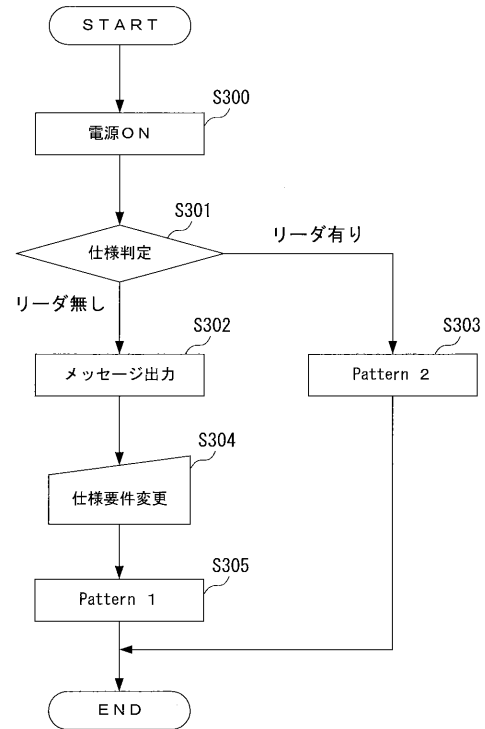 START
S300
電源ON
S301
仕様判定
リーダ有り
リーダ無し
S302
メッセージ出力
S303
Pattern 2
S304
仕様要件変更
S305
Pattern 1
END